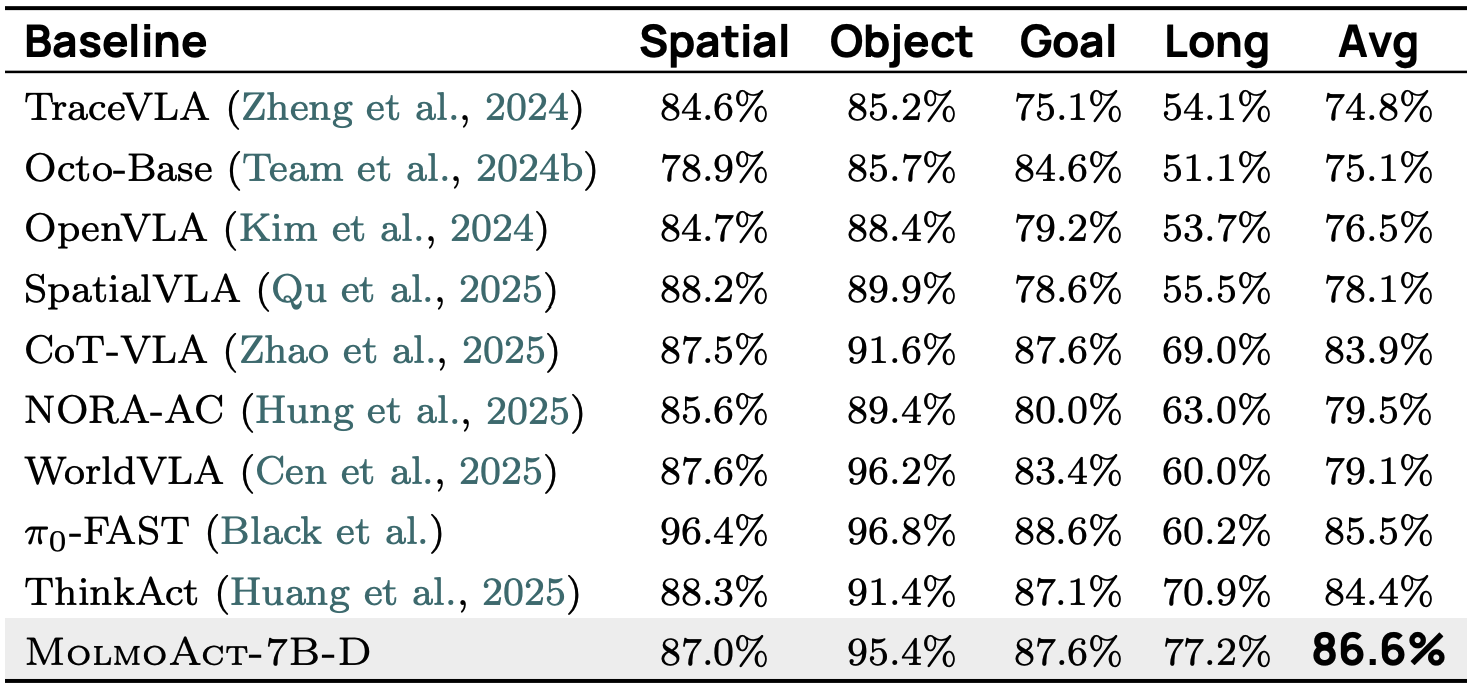 Baseline Spatial Object Goal Long Avg
TraceVLA (Zheng et al., 2024) 84.6% 85.2% 75.1% 54.1% 74.8%
Octo-Base (Team et al., 2024b) 78.9% 85.7% 84.6% 51.1% 75.1%
OpenVLA (Kim et al., 2024) 84.7% 88.4% 79.2% 53.7% 76.5%
SpatialVLA (Qu et al., 2025) 88.2% 89.9% 78.6% 55.5% 78.1%
CoT-VLA (Zhao et al., 2025) 87.5% 91.6% 87.6% 69.0% 83.9%
NORA-AC (Hung et al., 2025) 85.6% 89.4% 80.0% 63.0% 79.5%
WorldVLA (Cen et al., 2025) 87.6% 96.2% 83.4% 60.0% 79.1%
π₀-FAST (Black et al.) 96.4% 96.8% 88.6% 60.2% 85.5%
ThinkAct (Huang et al., 2025) 88.3% 91.4% 87.1% 70.9% 84.4%
MolmoAct-7B-D 87.0% 95.4% 87.6% 77.2% 86.6%